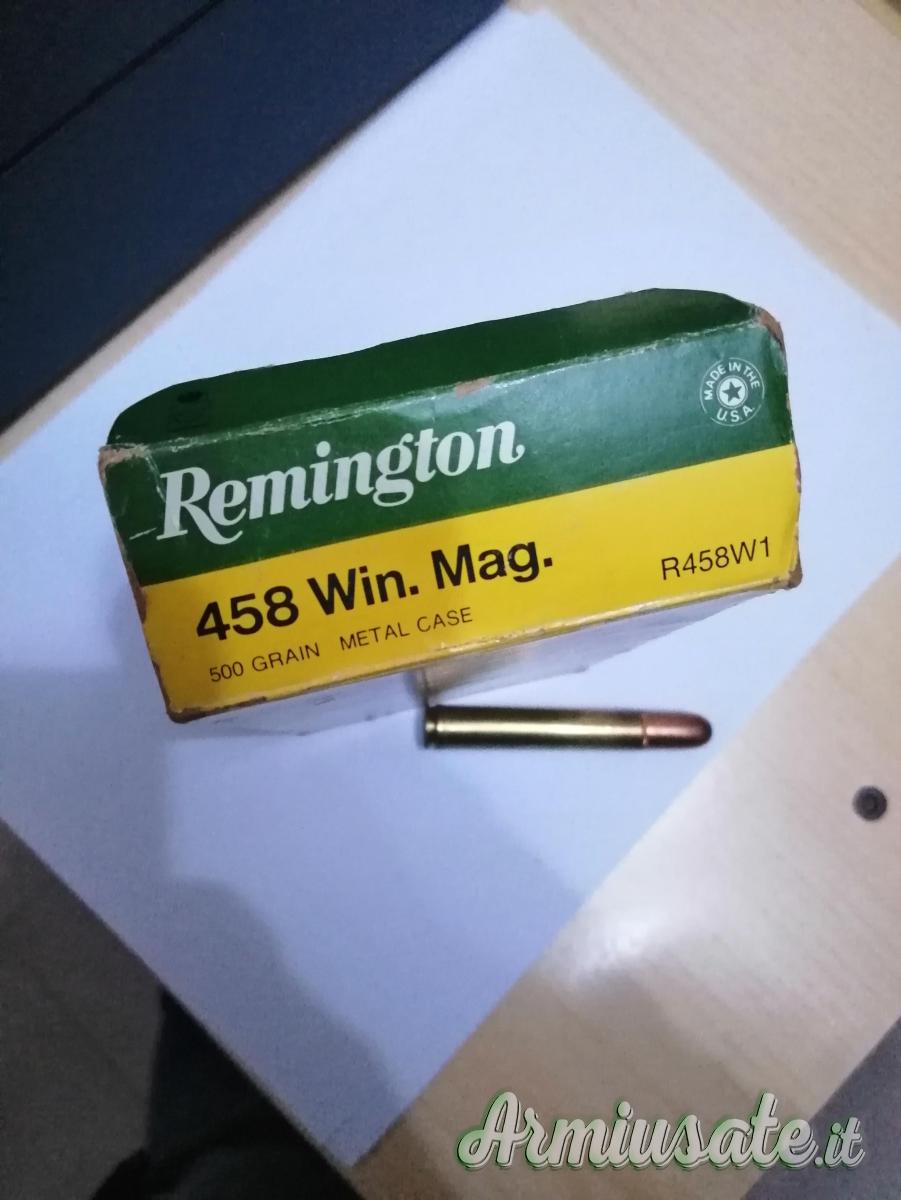 MADE IN THE
U.S.A.
Remington
458 Win. Mag.
R458W1
500 GRAIN METAL CASE
Armiusate.it